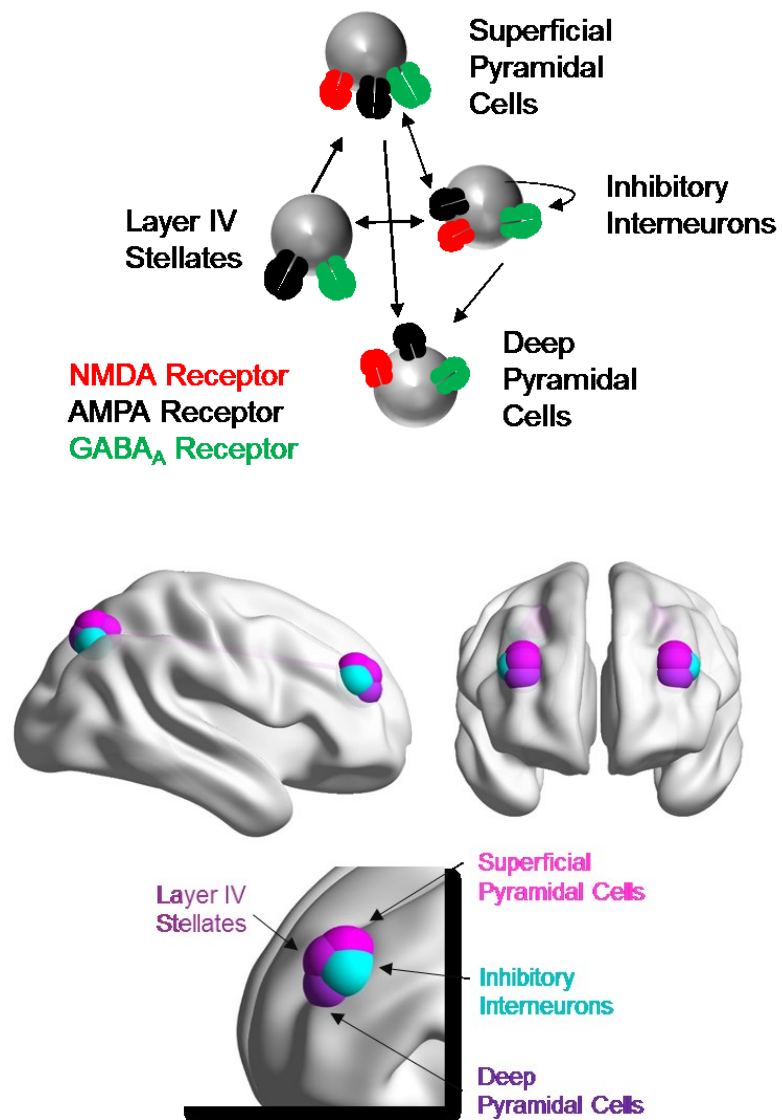 Superficial
Pyramidal
Cells
Layer IV
Stellates
Inhibitory
Interneurons
Deep
Pyramidal
Cells
NMDA Receptor
AMPA Receptor
GABA_A Receptor
Layer IV
Stellates
Superficial
Pyramidal Cells
Inhibitory
Interneurons
Deep
Pyramidal Cells